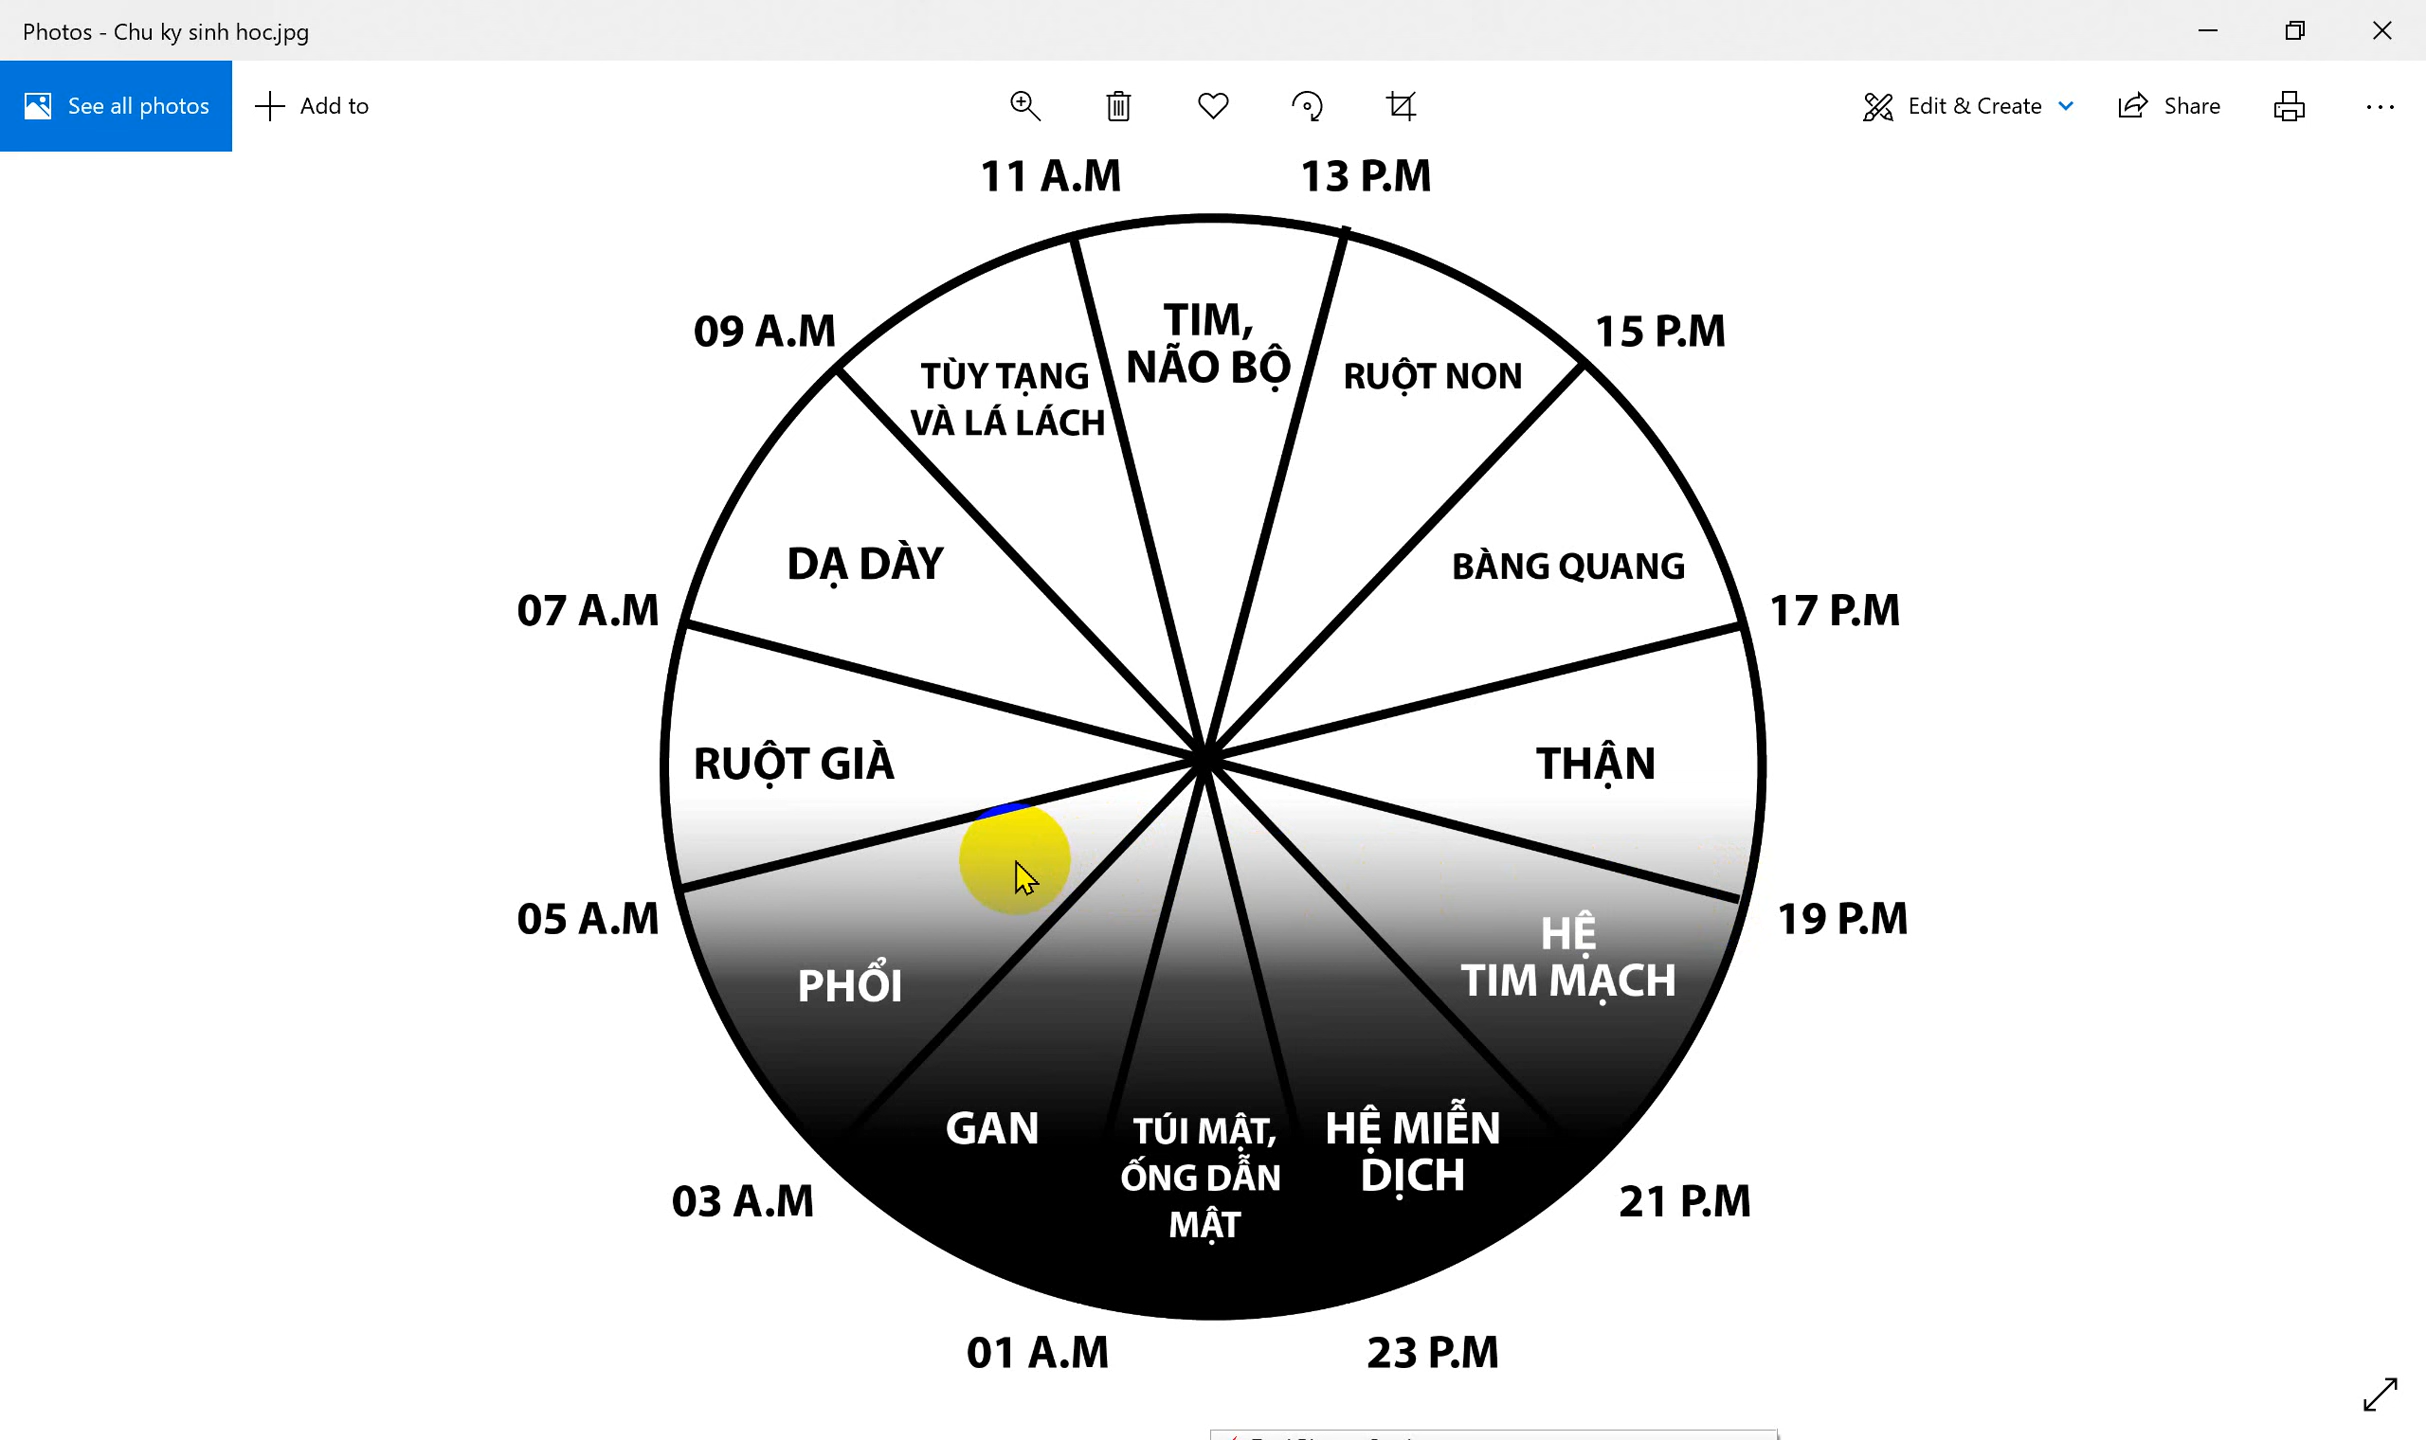 Photos - Chu ky sinh hoc.jpg
See all photos
Add to
Edit & Create
Share
11 A.M
13 P.M
09 A.M
15 P.M
TIM,
NÃO BỘ
TÙY TẠNG
VÀ LÁ LÁCH
RUỘT NON
DẠ DÀY
BÀNG QUANG
07 A.M
17 P.M
RUỘT GIÀ
THẬN
05 A.M
19 P.M
PHỔI
HỆ
TIM MẠCH
GAN
TÚI MẬT,
ỐNG DẪN
MẬT
HỆ MIỄN
DỊCH
03 A.M
21 P.M
01 A.M
23 P.M